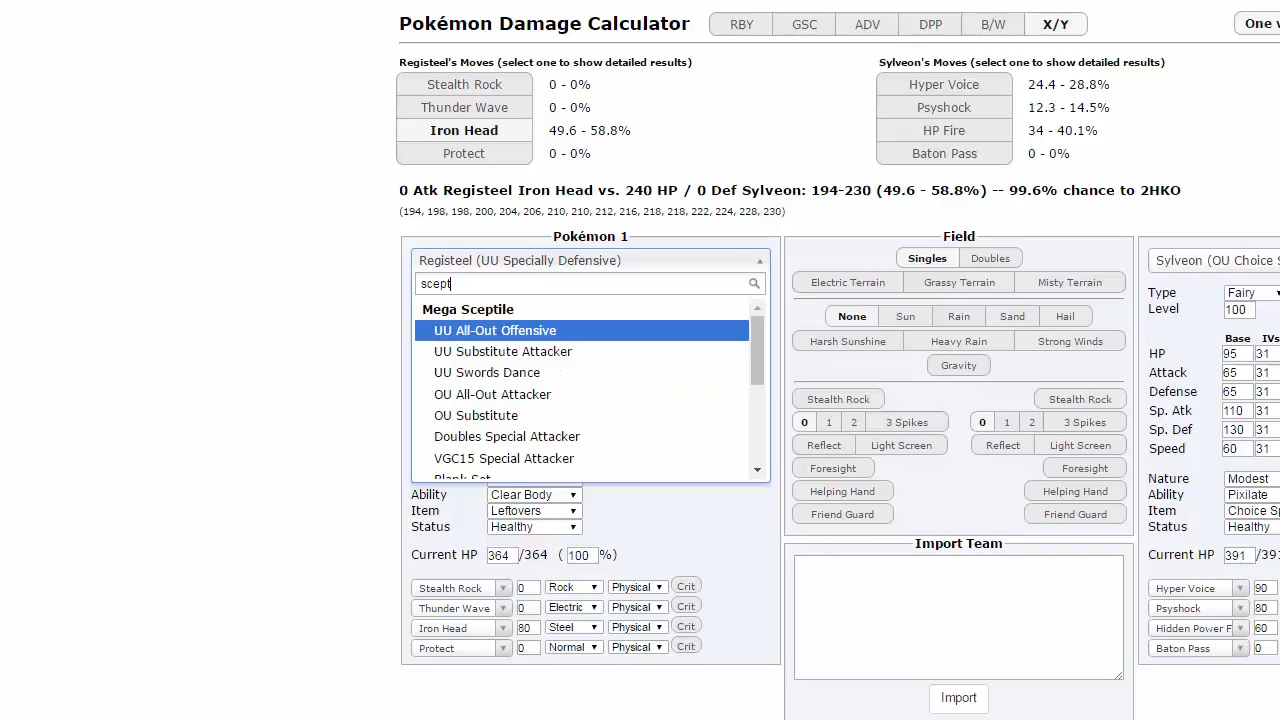 Pokémon Damage Calculator RBY GSC ADV DPP B/W X/Y One v
Registeel's Moves (select one to show detailed results)
Stealth Rock 0 - 0%
Thunder Wave 0 - 0%
Iron Head 49.6 - 58.8%
Protect 0 - 0%
Sylveon's Moves (select one to show detailed results)
Hyper Voice 24.4 - 28.8%
Psyshock 12.3 - 14.5%
HP Fire 34 - 40.1%
Baton Pass 0 - 0%
0 Atk Registeel Iron Head vs. 240 HP / 0 Def Sylveon: 194-230 (49.6 - 58.8%) -- 99.6% chance to 2HKO
(194, 198, 198, 200, 204, 206, 210, 210, 212, 216, 218, 218, 222, 224, 228, 230)
Pokémon 1
Registeel (UU Specially Defensive)
scept
Mega Sceptile
UU All-Out Offensive
UU Substitute Attacker
UU Swords Dance
OU All-Out Attacker
OU Substitute
Doubles Special Attacker
VGC15 Special Attacker
Blank Set
Ability Clear Body
Item Leftovers
Status Healthy
Current HP 364 /364 ( 100 %)
Stealth Rock 0 Rock Physical Crit
Thunder Wave 0 Electric Physical Crit
Iron Head 80 Steel Physical Crit
Protect 0 Normal Physical Crit
Field
Singles Doubles
Electric Terrain Grassy Terrain Misty Terrain
None Sun Rain Sand Hail
Harsh Sunshine Heavy Rain Strong Winds
Gravity
Stealth Rock Stealth Rock
0 1 2 3 Spikes 0 1 2 3 Spikes
Reflect Light Screen Reflect Light Screen
Foresight Foresight
Helping Hand Helping Hand
Friend Guard Friend Guard
Import Team
Import
Sylveon (OU Choice S
Type Fairy
Level 100
Base IVs
HP 95 31
Attack 65 31
Defense 65 31
Sp. Atk 110 31
Sp. Def 130 31
Speed 60 31
Nature Modest
Ability Pixilate
Item Choice Sp
Status Healthy
Current HP 391 /391
Hyper Voice 90
Psyshock 80
Hidden Power F 60
Baton Pass 0